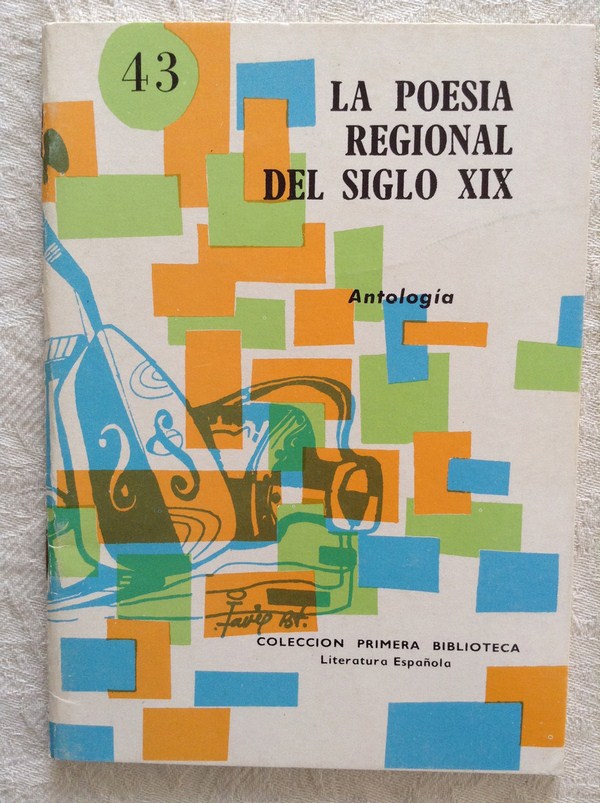 43
LA POESIA
REGIONAL
DEL SIGLO XIX
Antología
COLECCION PRIMERA BIBLIOTECA
Literatura Española